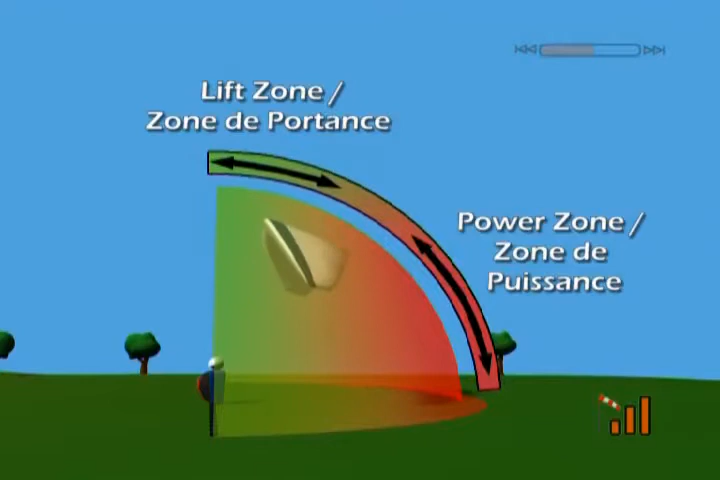 Lift Zone /
Zone de Portance
Power Zone /
Zone de
Puissance